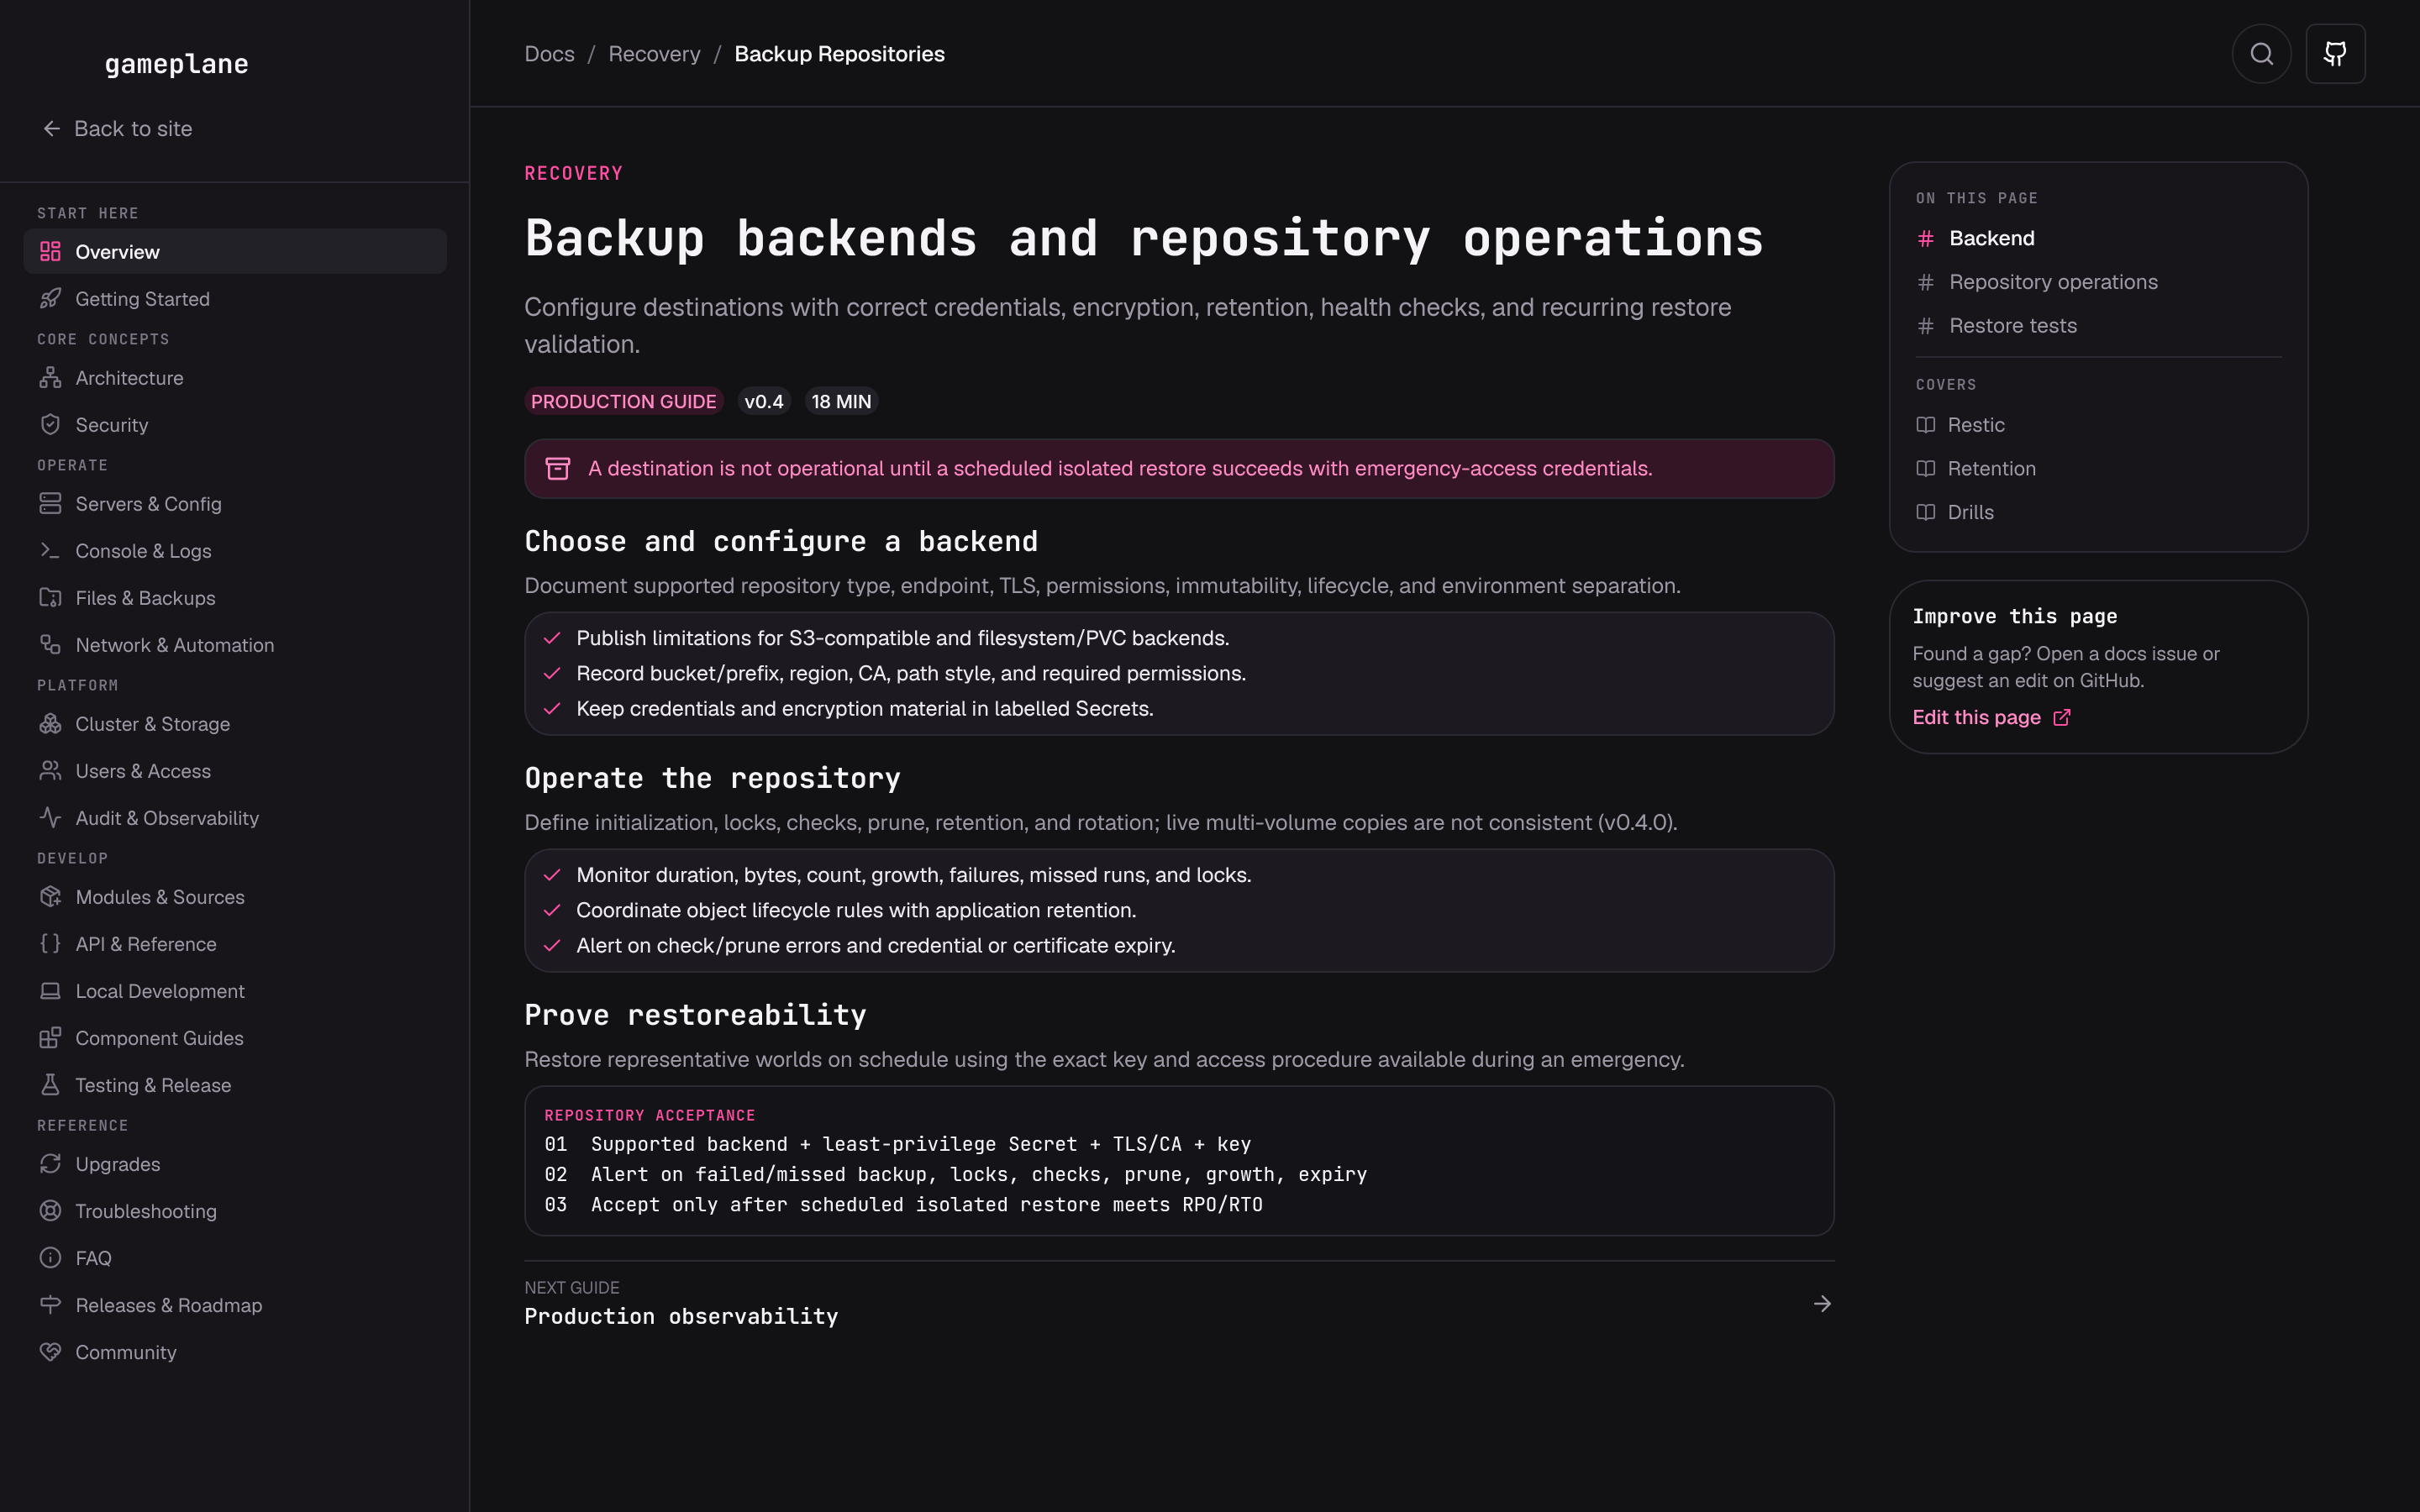 gameplane
Back to site
START HERE
Overview
Getting Started
CORE CONCEPTS
Architecture
Security
OPERATE
Servers & Config
Console & Logs
Files & Backups
Network & Automation
PLATFORM
Cluster & Storage
Users & Access
Audit & Observability
DEVELOP
Modules & Sources
API & Reference
Local Development
Component Guides
Testing & Release
REFERENCE
Upgrades
Troubleshooting
FAQ
Releases & Roadmap
Community
Docs / Recovery / Backup Repositories
RECOVERY
Backup backends and repository operations
Configure destinations with correct credentials, encryption, retention, health checks, and recurring restore
validation.
PRODUCTION GUIDE v0.4 18 MIN
A destination is not operational until a scheduled isolated restore succeeds with emergency-access credentials.
Choose and configure a backend
Document supported repository type, endpoint, TLS, permissions, immutability, lifecycle, and environment separation.
Publish limitations for S3-compatible and filesystem/PVC backends.
Record bucket/prefix, region, CA, path style, and required permissions.
Keep credentials and encryption material in labelled Secrets.
Operate the repository
Define initialization, locks, checks, prune, retention, and rotation; live multi-volume copies are not consistent (v0.4.0).
Monitor duration, bytes, count, growth, failures, missed runs, and locks.
Coordinate object lifecycle rules with application retention.
Alert on check/prune errors and credential or certificate expiry.
Prove restoreability
Restore representative worlds on schedule using the exact key and access procedure available during an emergency.
REPOSITORY ACCEPTANCE
01 Supported backend + least-privilege Secret + TLS/CA + key
02 Alert on failed/missed backup, locks, checks, prune, growth, expiry
03 Accept only after scheduled isolated restore meets RPO/RTO
NEXT GUIDE
Production observability
ON THIS PAGE
# Backend
# Repository operations
# Restore tests
COVERS
Restic
Retention
Drills
Improve this page
Found a gap? Open a docs issue or
suggest an edit on GitHub.
Edit this page